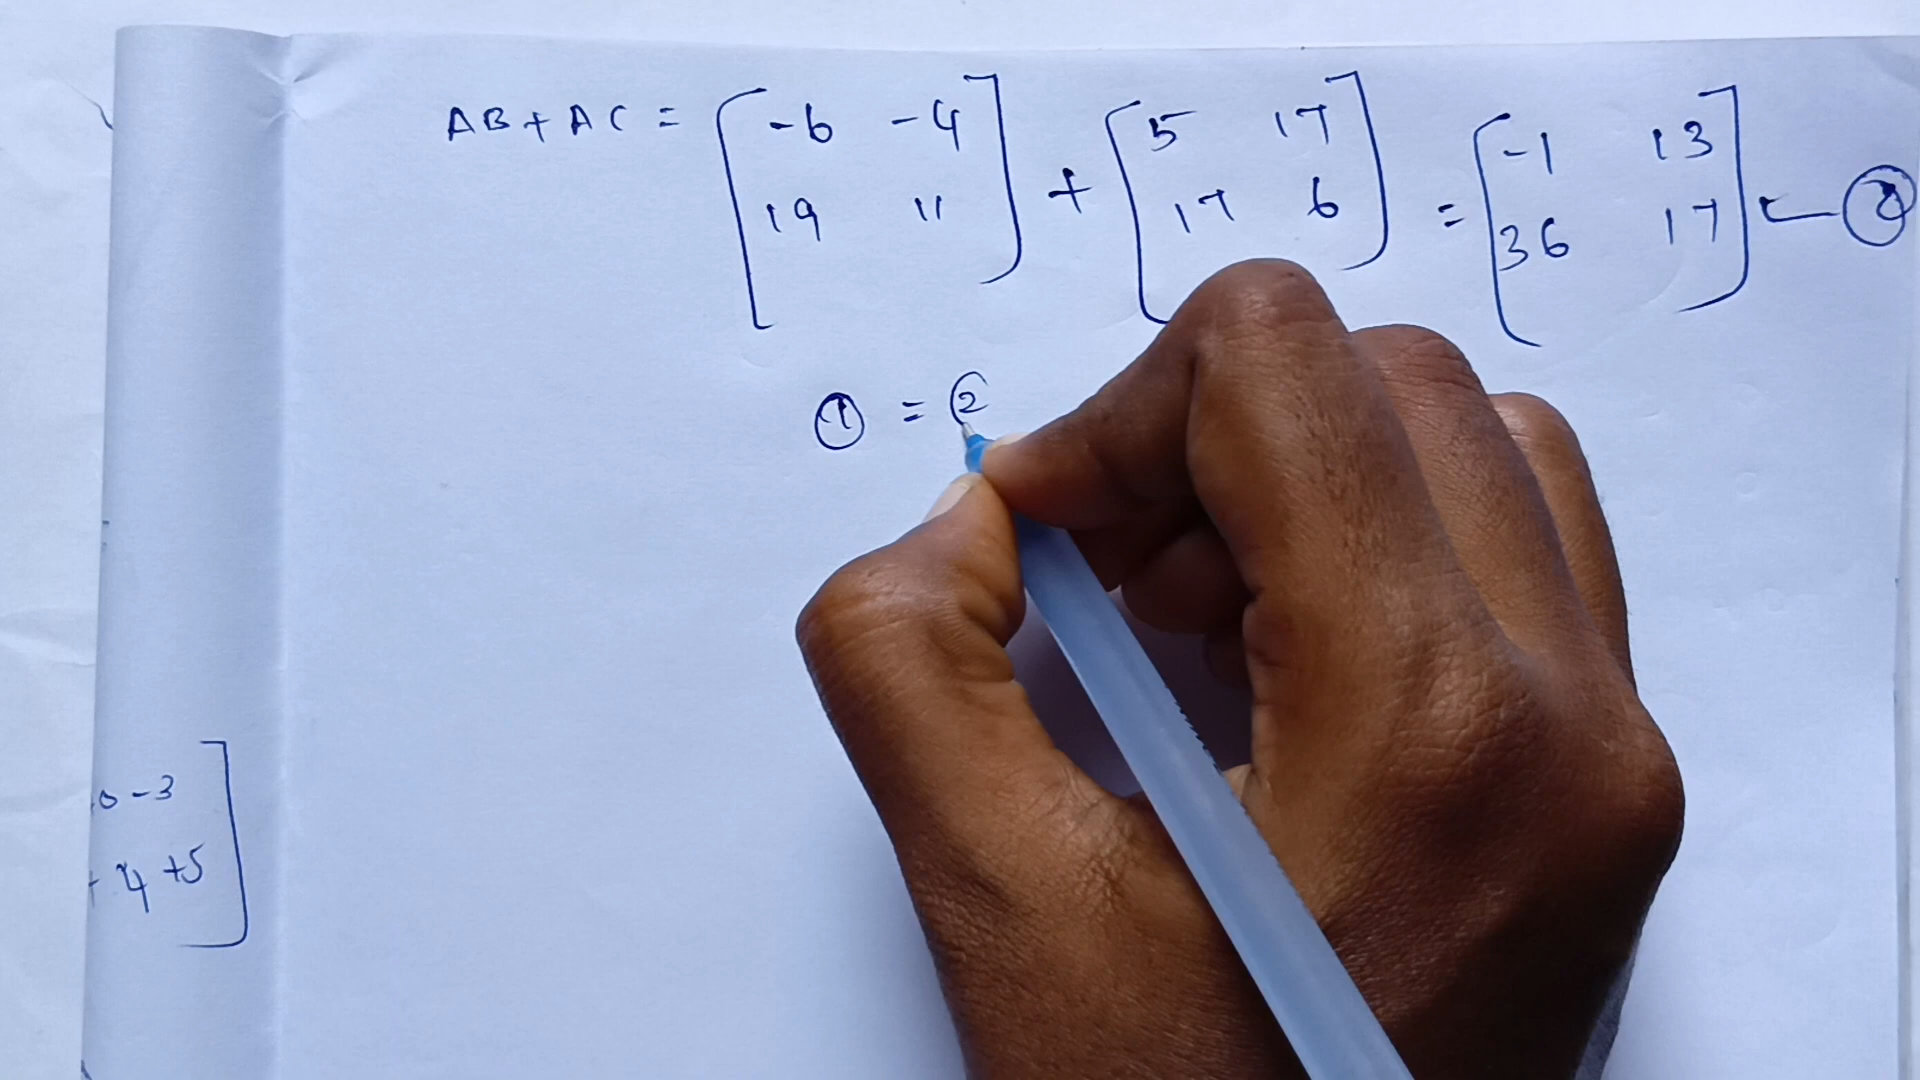 AB + AC = [ -6 -4 ] + [ 5 17 ] = [ -1 13 ] ← ②
[ 19 11 ] [ 17 6 ] [ 36 17 ]
① = ②
0 - 3 ]
+ 4 + 5 ]